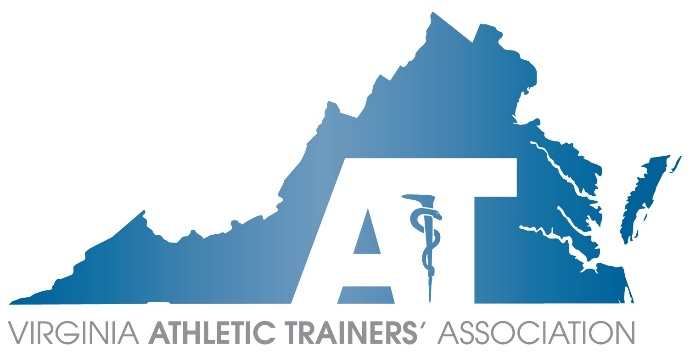 AT
VIRGINIA ATHLETIC TRAINERS' ASSOCIATION